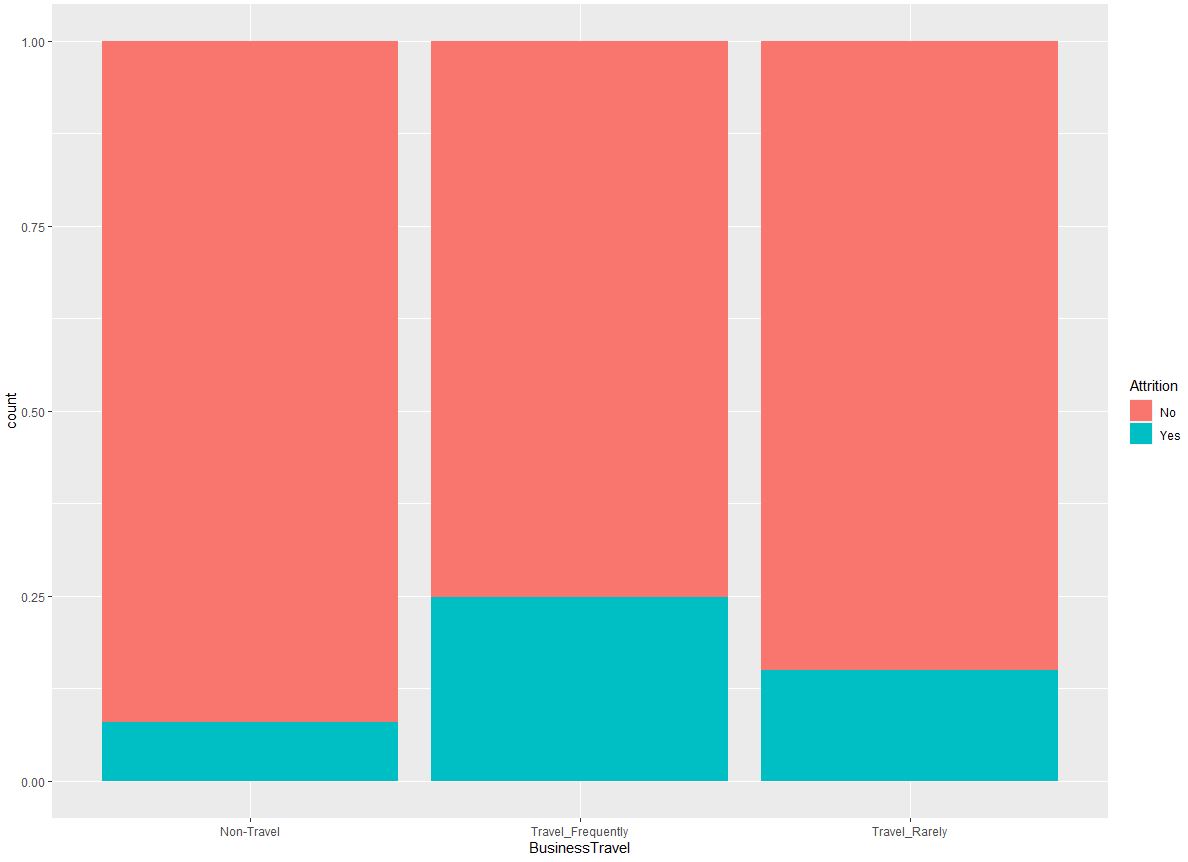 1.00
0.75
0.50
0.25
0.00
count
Non-Travel
Travel_Frequently
Travel_Rarely
BusinessTravel
Attrition
No
Yes